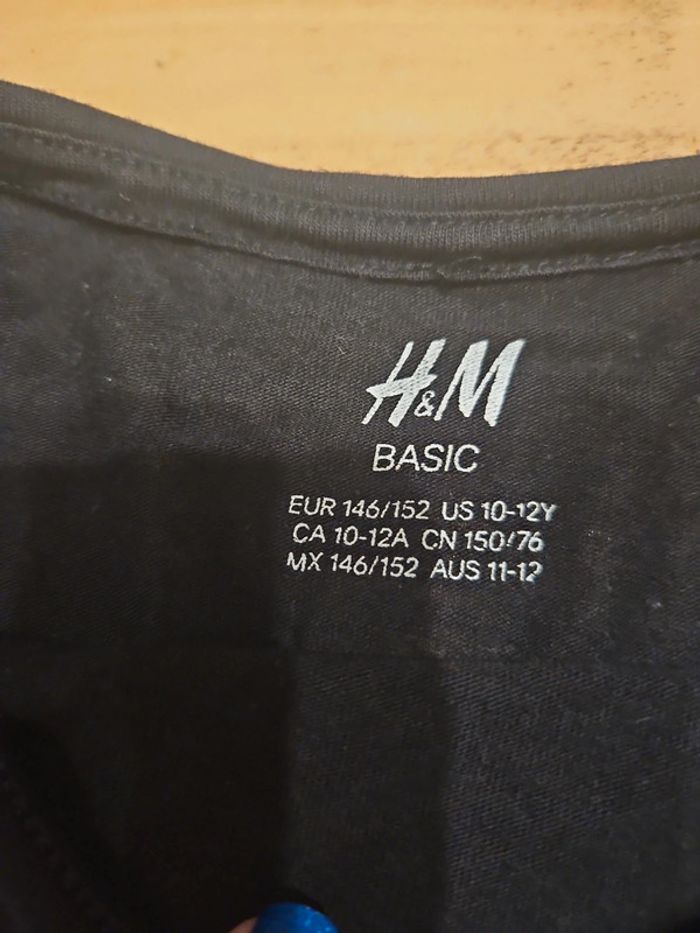 H&M
BASIC
EUR 146/152 US 10-12Y
CA 10-12A CN 150/76
MX 146/152 AUS 11-12